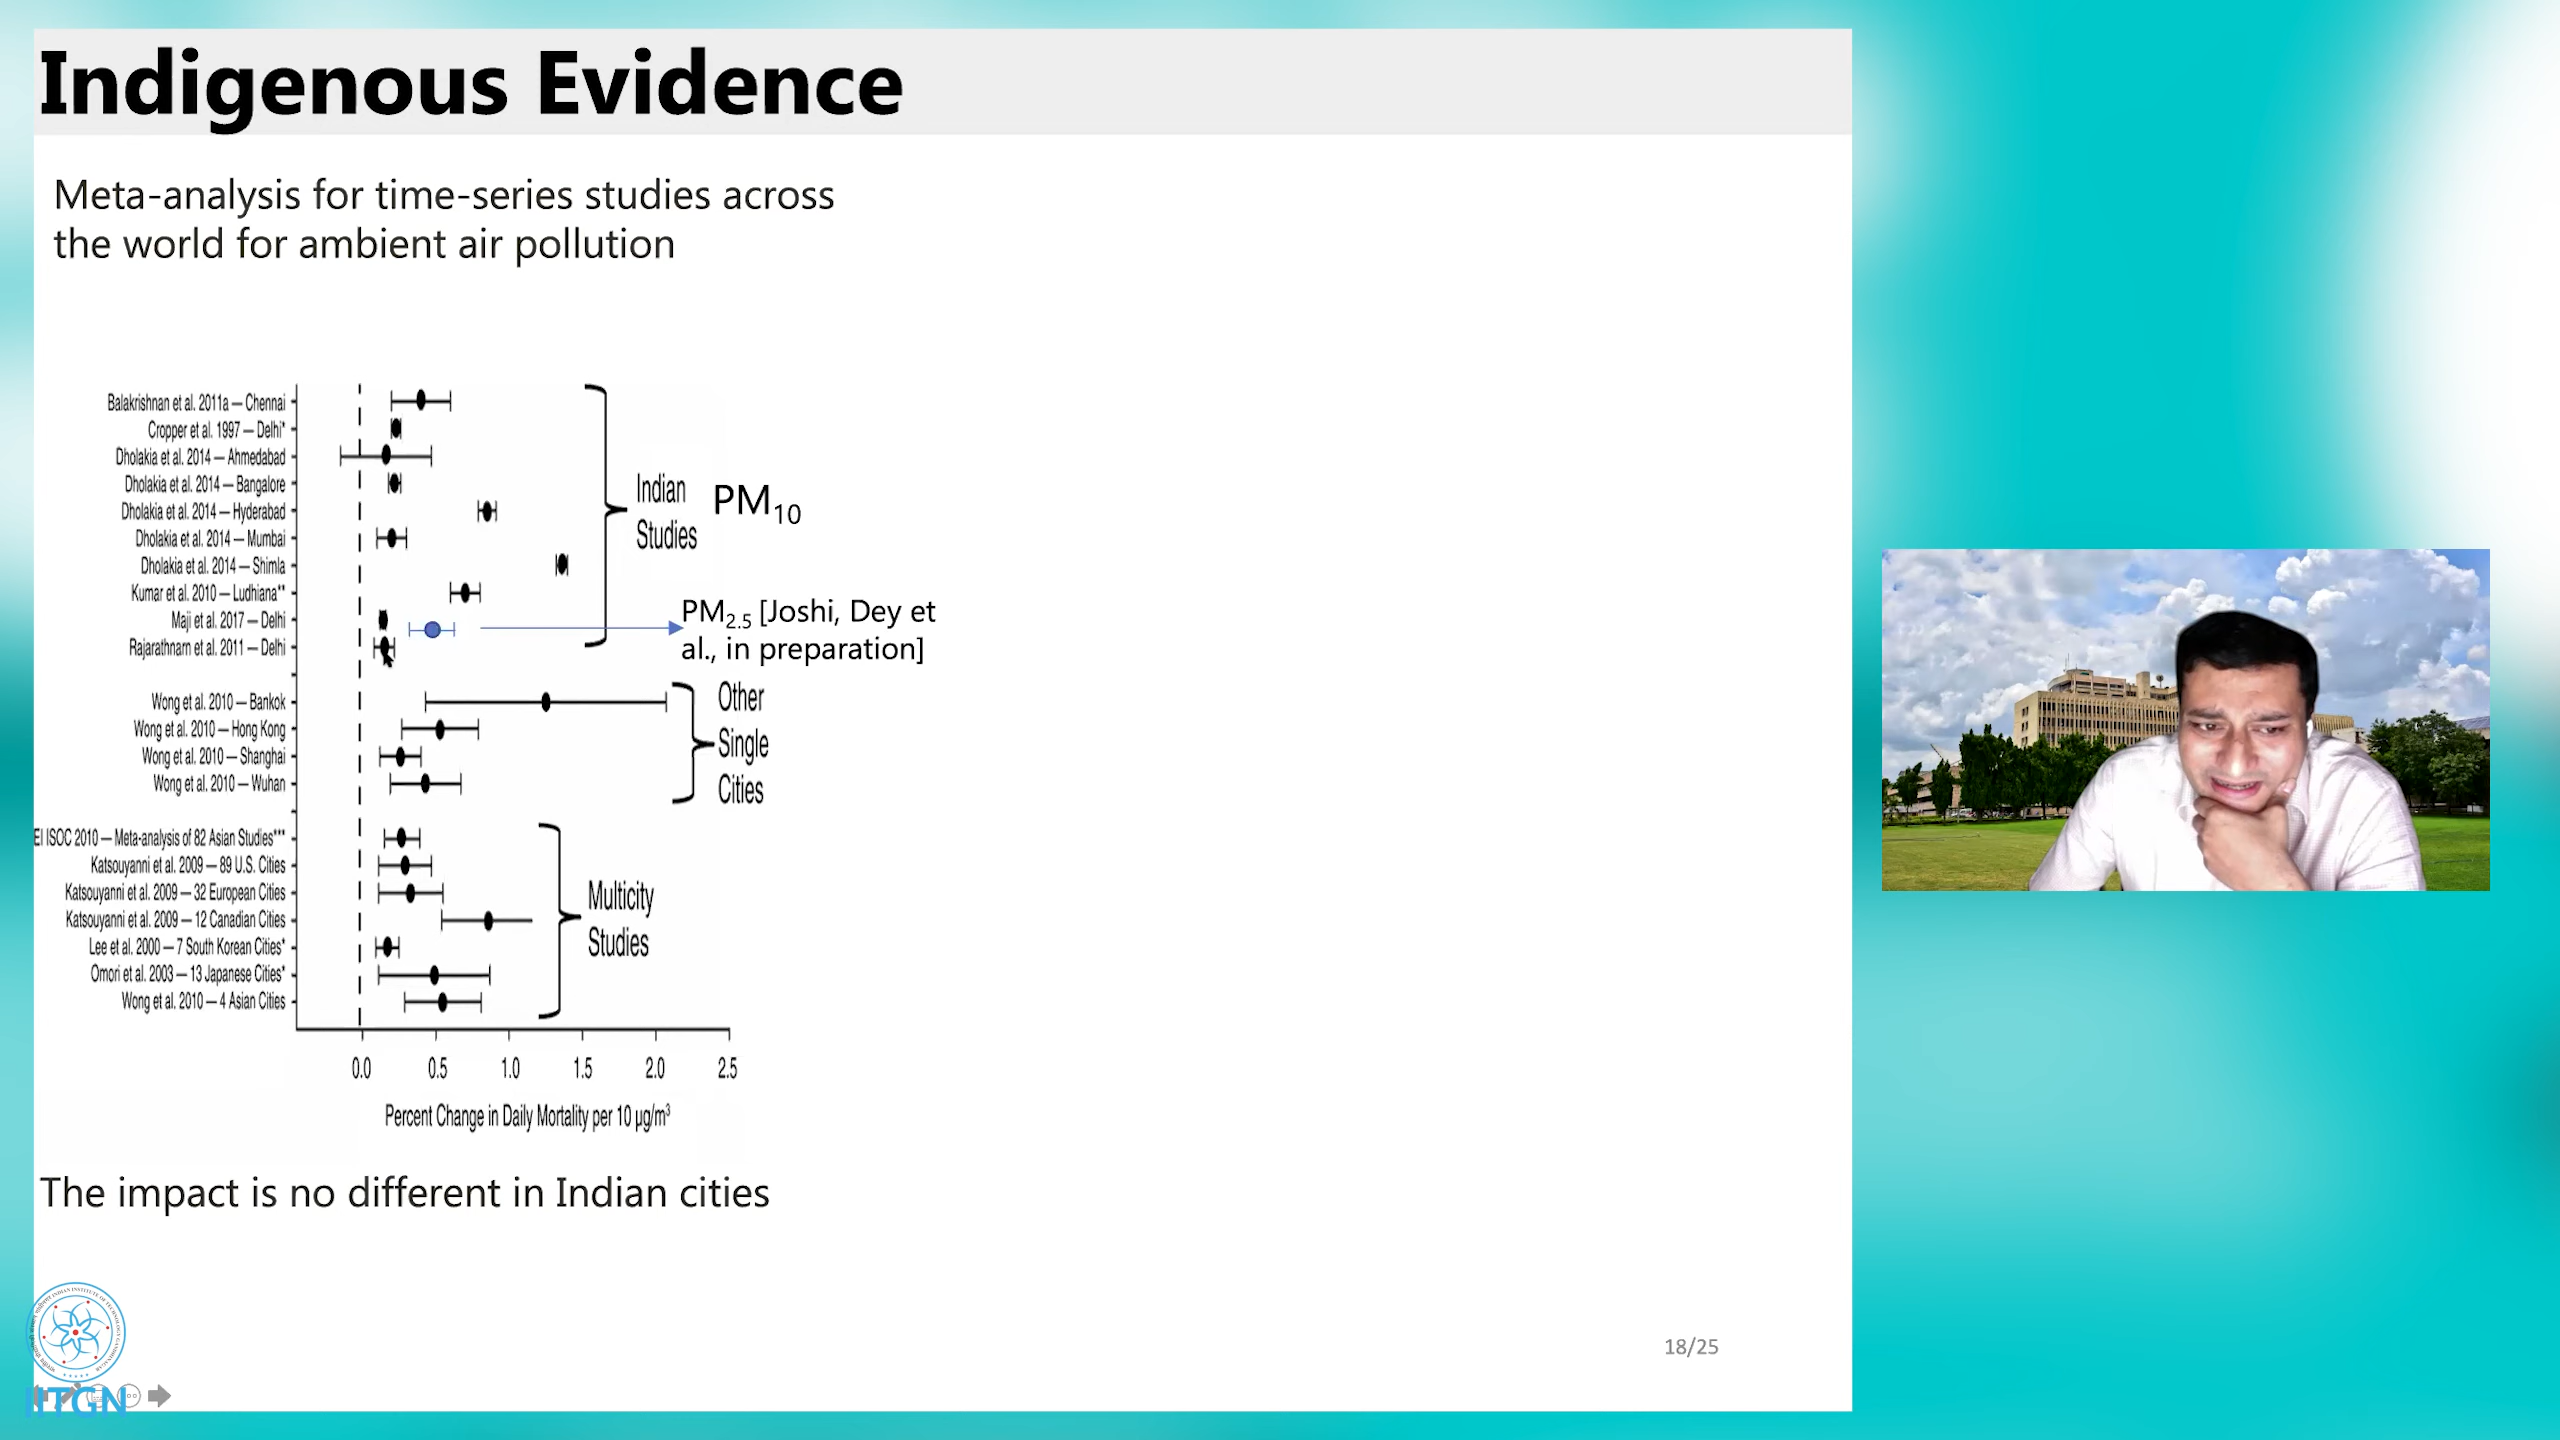 Indigenous Evidence
Meta-analysis for time-series studies across
the world for ambient air pollution
Balakrishnan et al. 2011a — Chennai
Cropper et al. 1997 — Delhi*
Dholakia et al. 2014 — Ahmedabad
Dholakia et al. 2014 — Bangalore
Dholakia et al. 2014 — Hyderabad
Dholakia et al. 2014 — Mumbai
Dholakia et al. 2014 — Shimla
Kumar et al. 2010 — Ludhiana**
Maji et al. 2017 — Delhi
Rajarathnam et al. 2011 — Delhi
Indian
Studies
PM10
PM2.5 [Joshi, Dey et
al., in preparation]
Wong et al. 2010 — Bankok
Wong et al. 2010 — Hong Kong
Wong et al. 2010 — Shanghai
Wong et al. 2010 — Wuhan
Other
Single
Cities
EI ISOC 2010 — Meta-analysis of 82 Asian Studies***
Katsouyanni et al. 2009 — 89 U.S. Cities
Katsouyanni et al. 2009 — 32 European Cities
Katsouyanni et al. 2009 — 12 Canadian Cities
Lee et al. 2000 — 7 South Korean Cities*
Omori et al. 2003 — 13 Japanese Cities*
Wong et al. 2010 — 4 Asian Cities
Multicity
Studies
0.0 0.5 1.0 1.5 2.0 2.5
Percent Change in Daily Mortality per 10 µg/m³
The impact is no different in Indian cities
18/25
IITGN